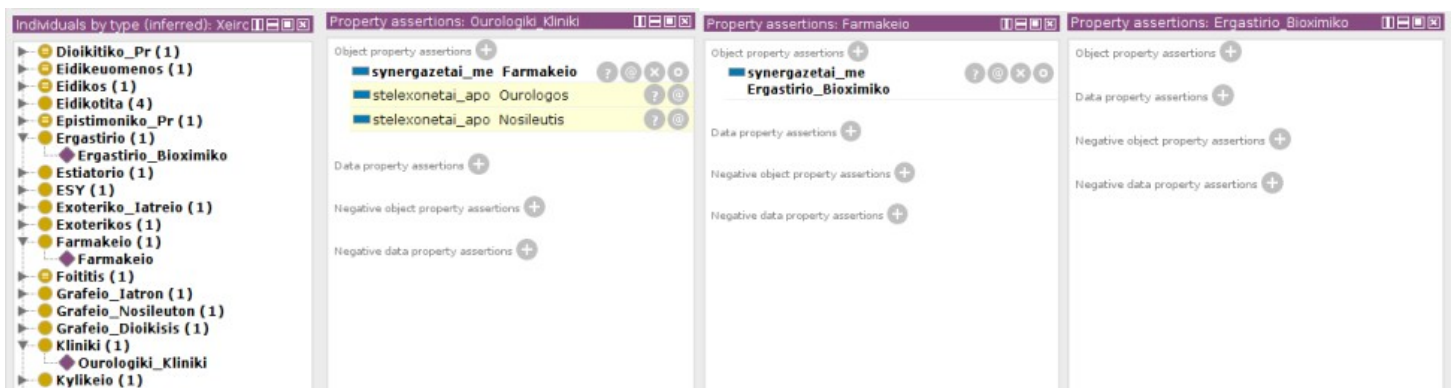 Individuals by type (inferred): Xeirc
Dioikitiko_Pr (1)
Eidikeuomenos (1)
Eidikos (1)
Eidikotita (4)
Epistimoniko_Pr (1)
Ergastirio (1)
Ergastirio_Bioximiko
Estiatorio (1)
ESY (1)
Exoteriko_Iatreio (1)
Exoterikos (1)
Farmakeio (1)
Farmakeio
Foititis (1)
Grafeio_Iatron (1)
Grafeio_Nosileuton (1)
Grafeio_Dioikisis (1)
Kliniki (1)
Ourologiki_Kliniki
Kylikeio (1)
Property assertions: Ourologiki_Kliniki
Object property assertions
synergazetai_me Farmakeio
stelexonetai_apo Ourologos
stelexonetai_apo Nosileutis
Data property assertions
Negative object property assertions
Negative data property assertions
Property assertions: Farmakeio
Object property assertions
synergazetai_me
Ergastirio_Bioximiko
Data property assertions
Negative object property assertions
Negative data property assertions
Property assertions: Ergastirio_Bioximiko
Object property assertions
Data property assertions
Negative object property assertions
Negative data property assertions